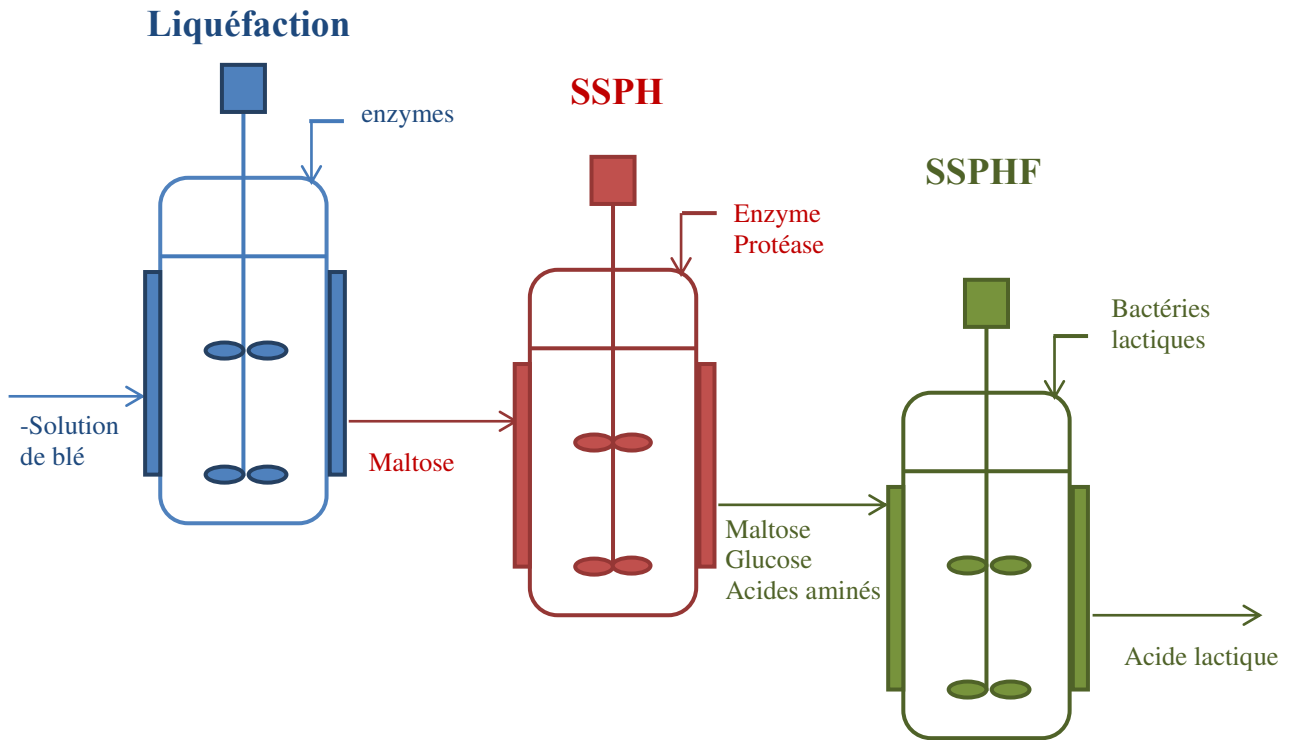 Liquéfaction
enzymes
-Solution
de blé
SSPH
Enzyme
Protéase
Maltose
SSPHF
Bactéries
lactiques
Maltose
Glucose
Acides aminés
Acide lactique